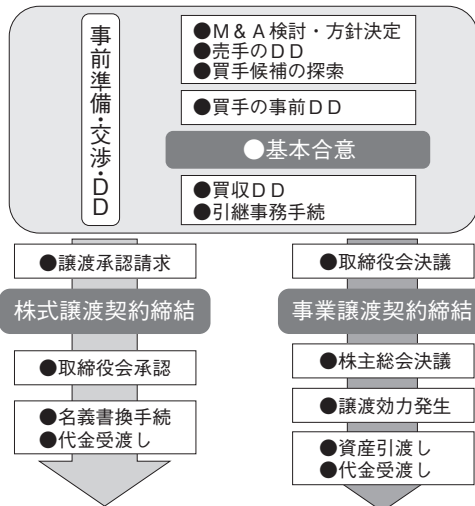 事前準備・交渉・DD
●M&A検討・方針決定
●売手のDD
●買手候補の探索
●買手の事前DD
●基本合意
●買収DD
●引継事務手続
●譲渡承認請求
株式譲渡契約締結
●取締役会承認
●名義書換手続
●代金受渡し
●取締役会決議
事業譲渡契約締結
●株主総会決議
●譲渡効力発生
●資産引渡し
●代金受渡し